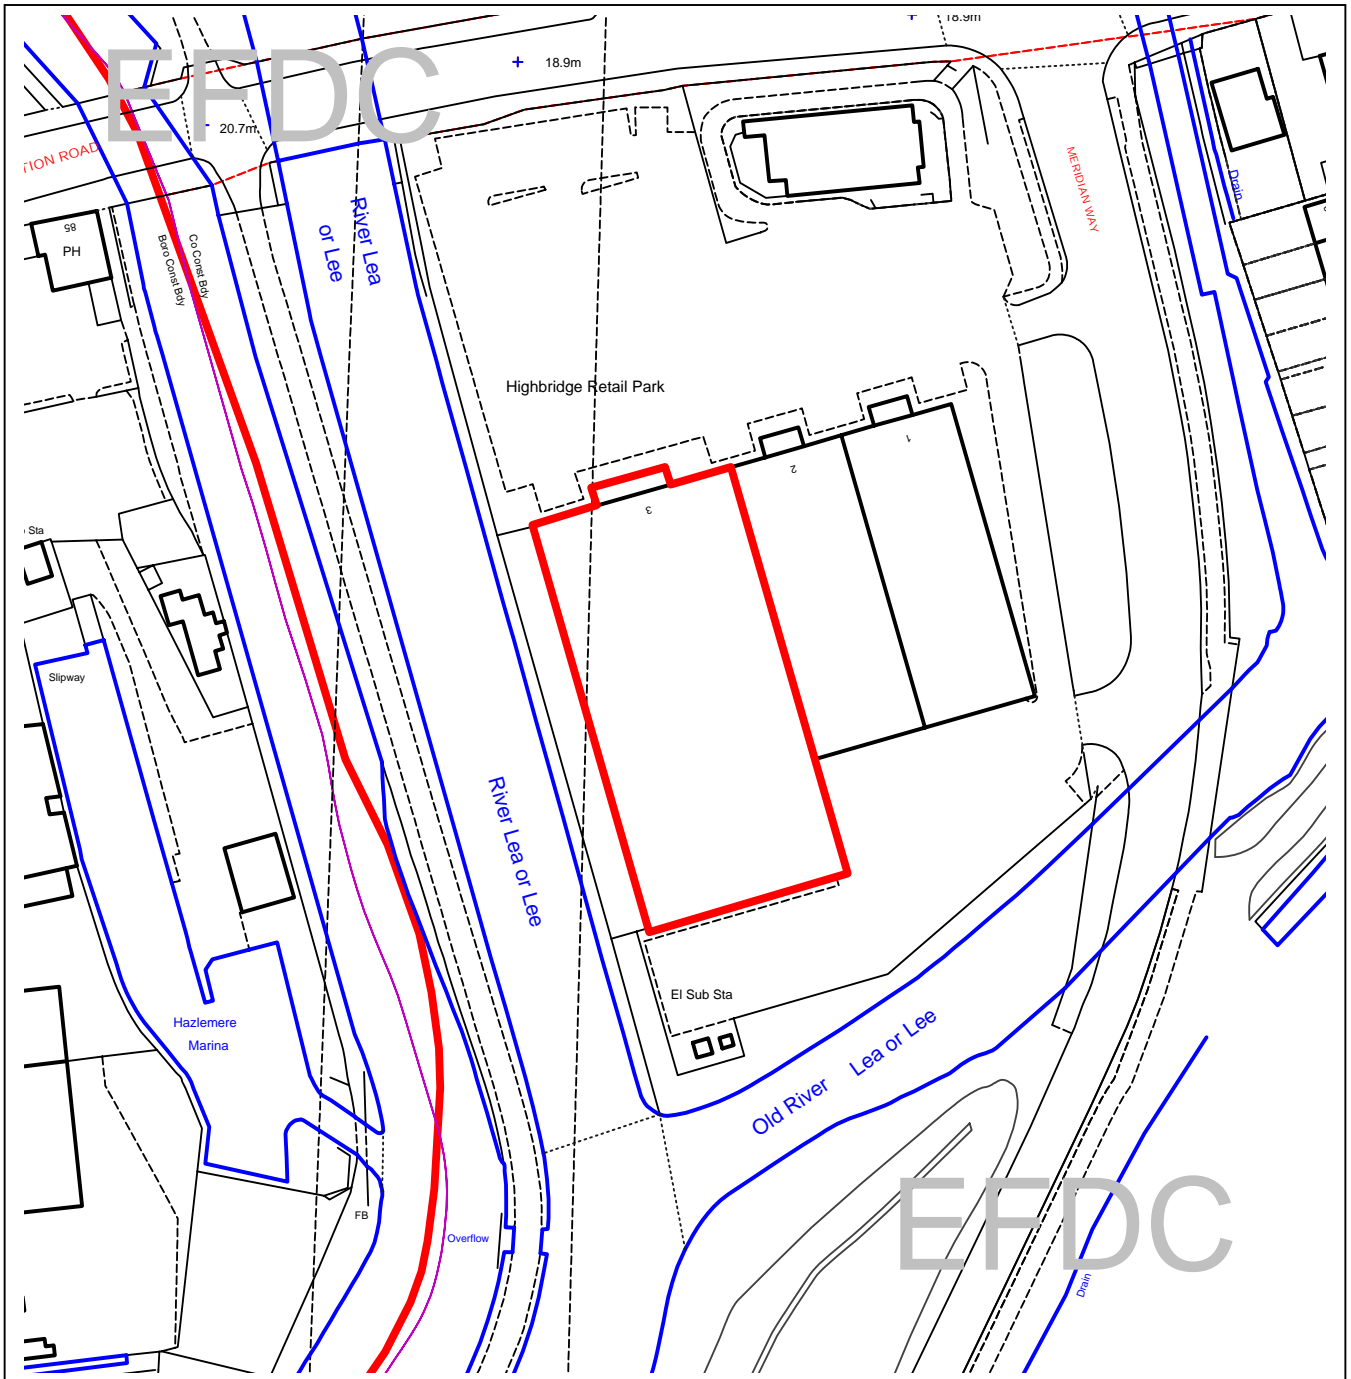 EFDC
18.9m
18.9m
20.7m
TION ROAD
MERIDIAN WAY
Drain
85
PH
Co Const Bdy
Boro Const Bdy
River Lea
or Lee
Highbridge Retail Park
1
2
3
Sta
Slipway
River Lea or Lee
El Sub Sta
Hazlemere
Marina
Old River Lea or Lee
FB
Overflow
EFDC
Drain